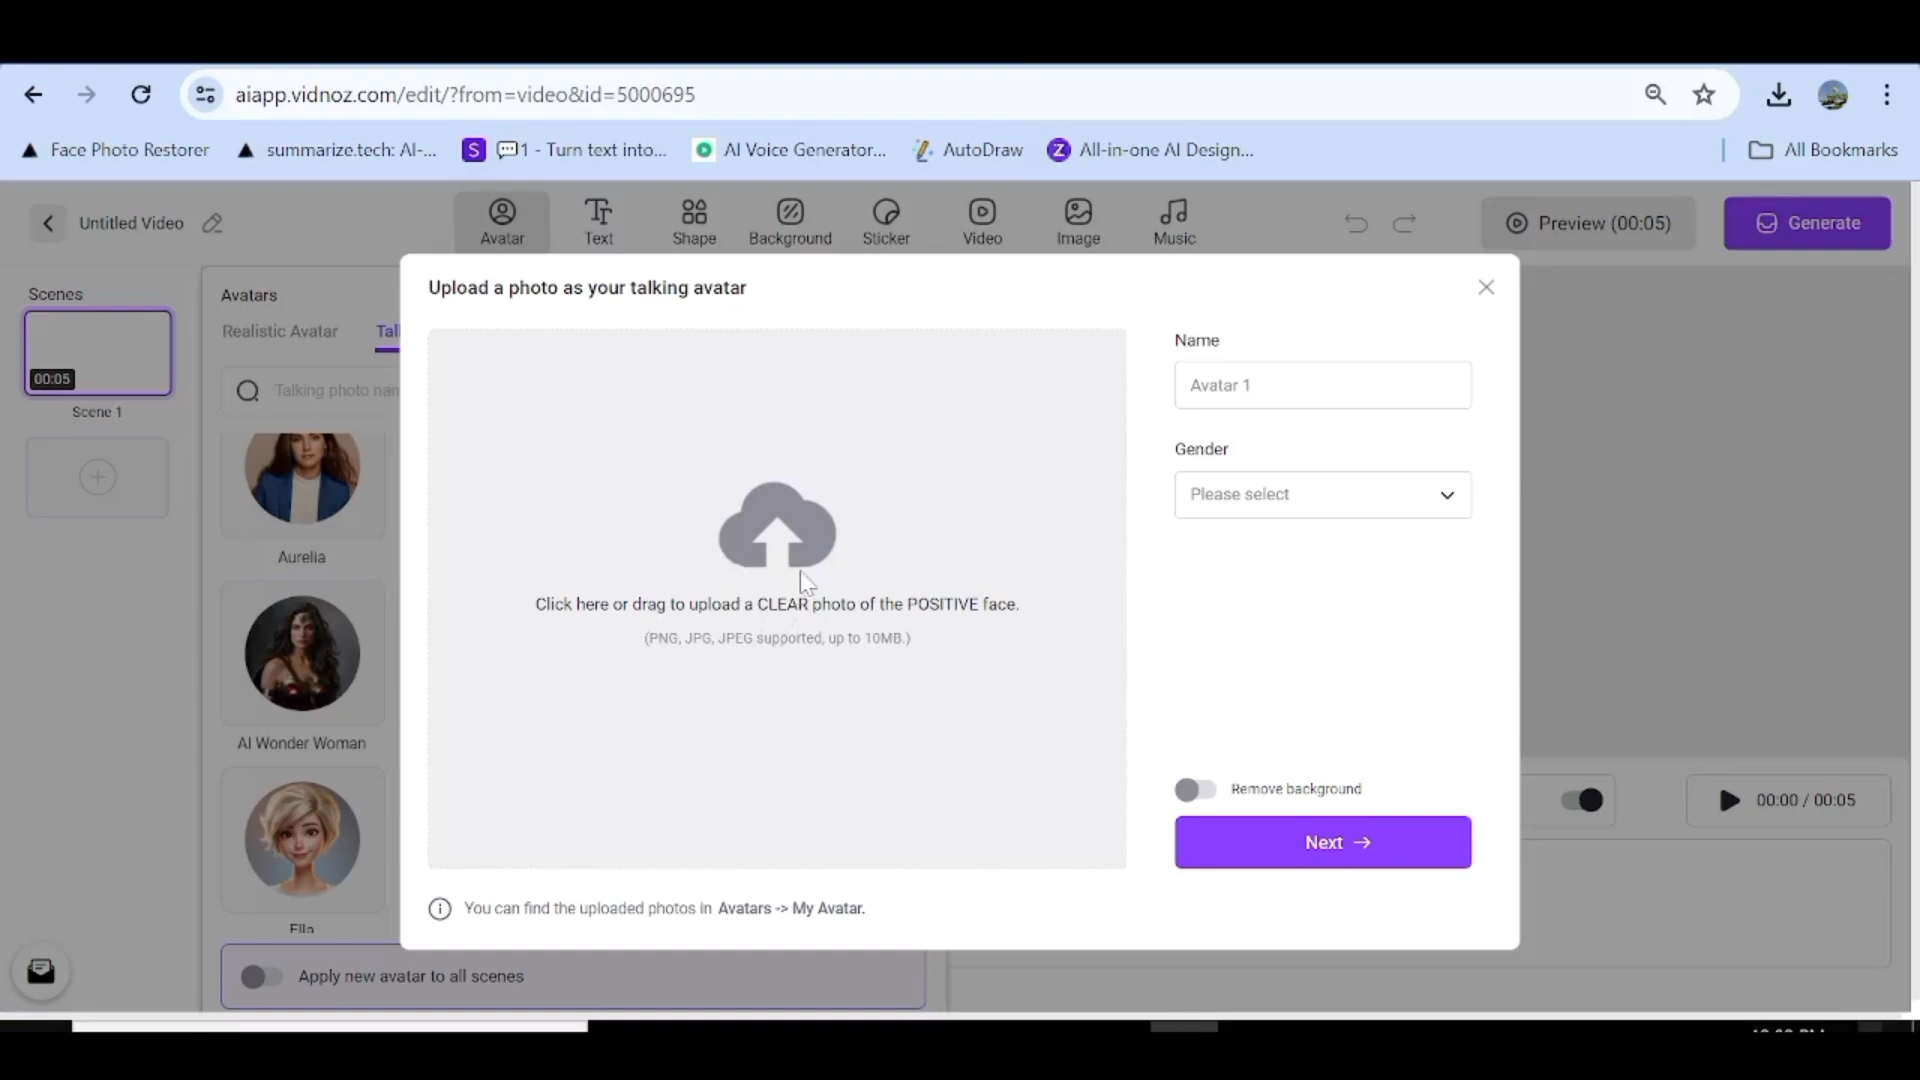 aiapp.vidnoz.com/edit/?from=video&id=5000695
Face Photo Restorer
summarize.tech: AI-...
S
1 - Turn text into...
AI Voice Generator...
AutoDraw
Z
All-in-one AI Design...
All Bookmarks
Untitled Video
Avatar
Text
Shape
Background
Sticker
Video
Image
Music
Preview (00:05)
Generate
Scenes
00:05
Scene 1
Avatars
Realistic Avatar
Tal
Talking photo nam
Aurelia
AI Wonder Woman
Ella
Apply new avatar to all scenes
Upload a photo as your talking avatar
Click here or drag to upload a CLEAR photo of the POSITIVE face.
(PNG, JPG, JPEG supported, up to 10MB.)
You can find the uploaded photos in Avatars -> My Avatar.
Name
Avatar 1
Gender
Please select
Remove background
Next →
00:00 / 00:05